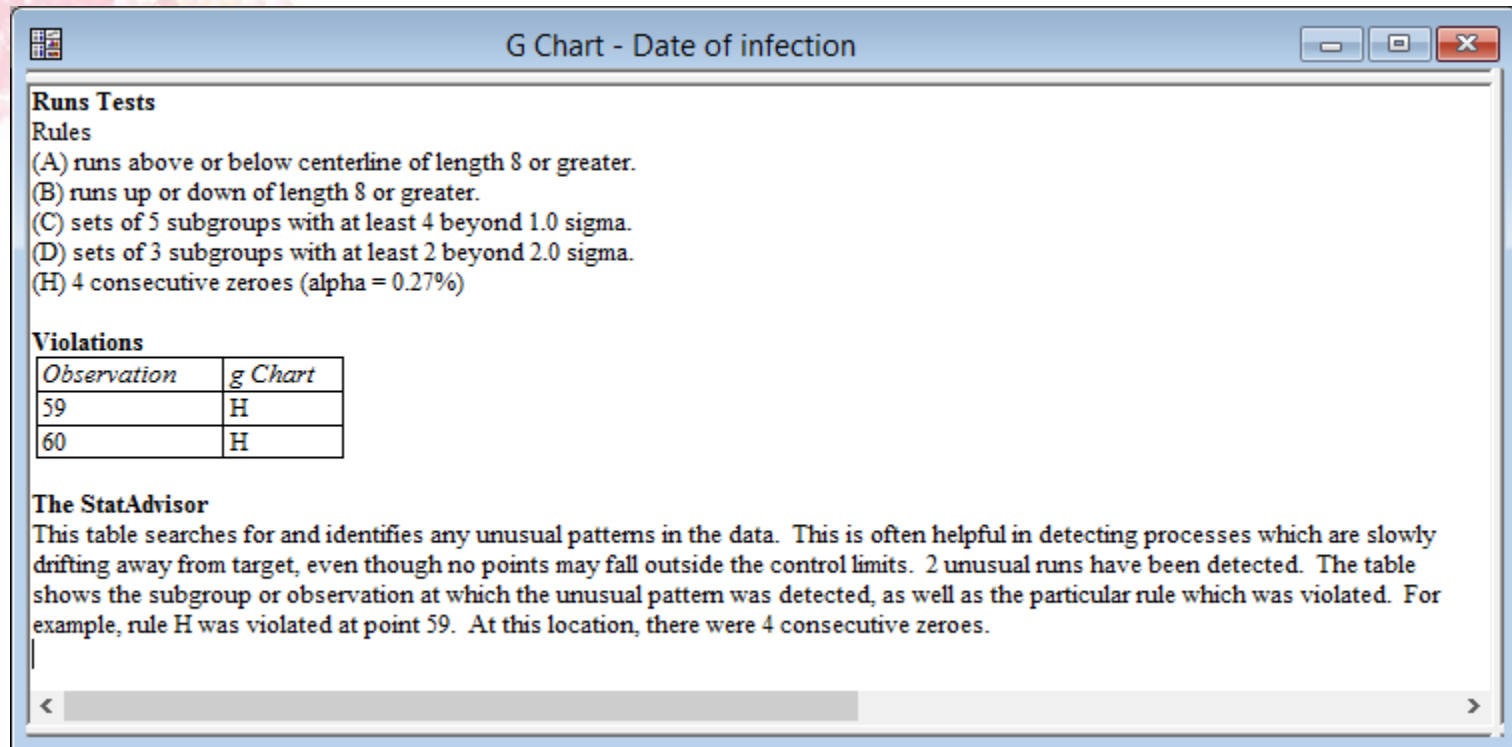 G Chart - Date of infection
Runs Tests
Rules
(A) runs above or below centerline of length 8 or greater.
(B) runs up or down of length 8 or greater.
(C) sets of 5 subgroups with at least 4 beyond 1.0 sigma.
(D) sets of 3 subgroups with at least 2 beyond 2.0 sigma.
(H) 4 consecutive zeroes (alpha = 0.27%)
Violations
Observation g Chart
59 H
60 H
The StatAdvisor
This table searches for and identifies any unusual patterns in the data.  This is often helpful in detecting processes which are slowly
drifting away from target, even though no points may fall outside the control limits.  2 unusual runs have been detected.  The table
shows the subgroup or observation at which the unusual pattern was detected, as well as the particular rule which was violated.  For
example, rule H was violated at point 59.  At this location, there were 4 consecutive zeroes.